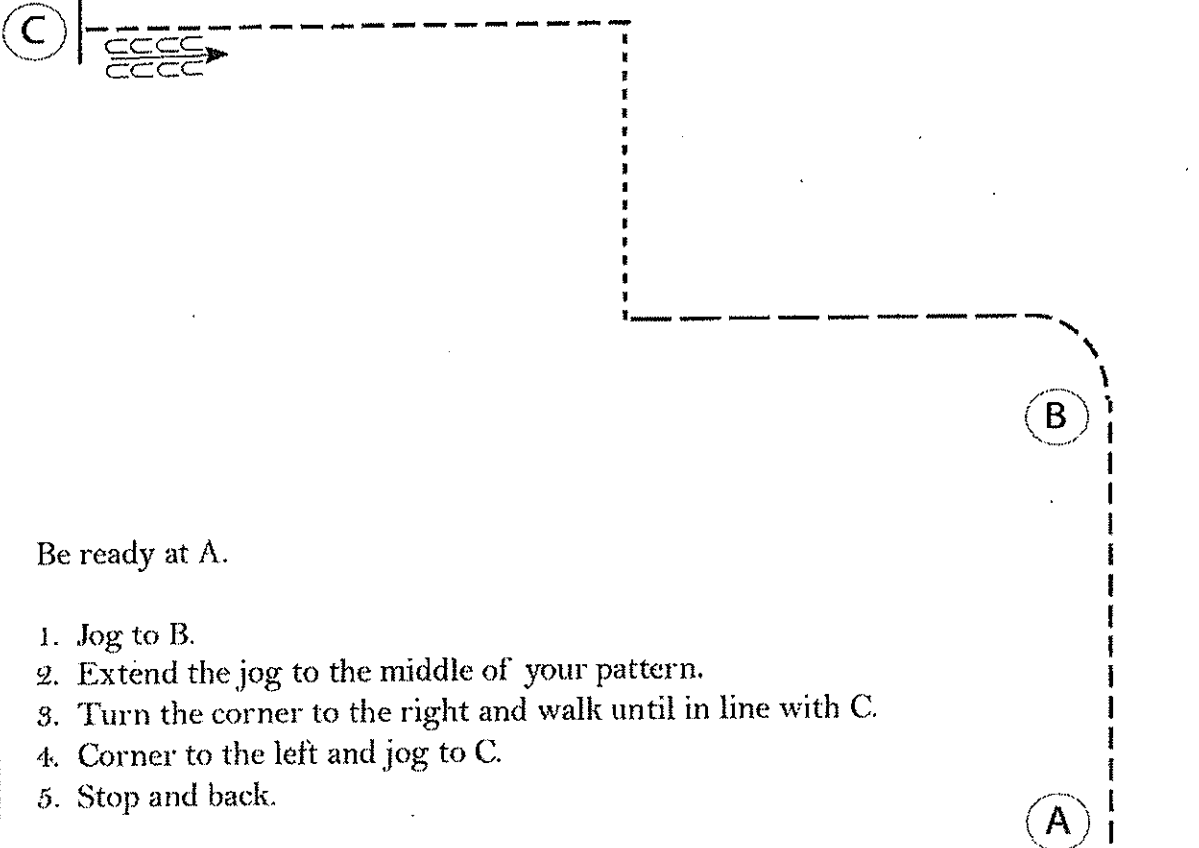 C
B
Be ready at A.
1. Jog to B.
2. Extend the jog to the middle of your pattern.
3. Turn the corner to the right and walk until in line with C.
4. Corner to the left and jog to C.
5. Stop and back.
A